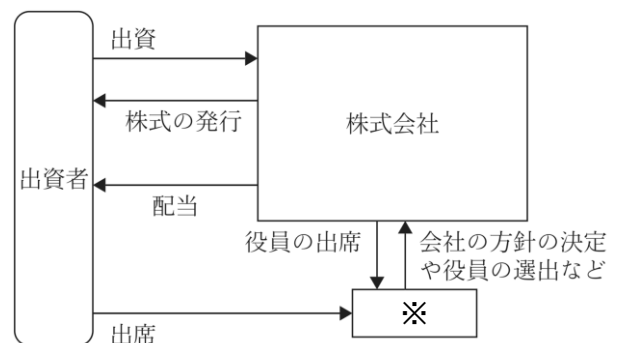 出資
株式の発行
株式会社
出資者
配当
役員の出席
会社の方針の決定
や役員の選出など
※
出席